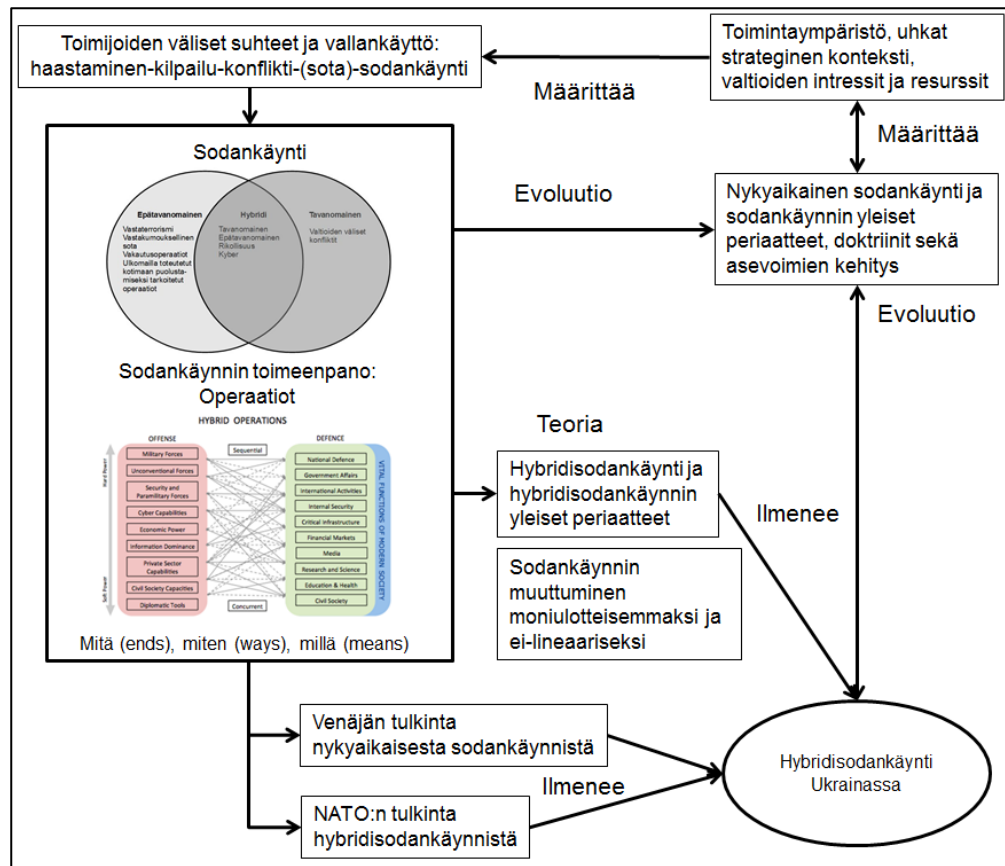 Toimijoiden väliset suhteet ja vallankäyttö:
haastaminen-kilpailu-konflikti-(sota)-sodankäynti
Määrittää
Toimintaympäristö, uhkat
strateginen konteksti,
valtioiden intressit ja resurssit
Määrittää
Sodankäynti
Epätavanomainen
Vastaterrorismi
Vastakumouksellinen
sota
Vakautusoperaatiot
Ulkomailla toteutetut
kotimaan puolusta-
miseksi tarkoitetut
operaatiot
Hybridi
Tavanomainen
Epätavanomainen
Rikollisuus
Kyber
Tavanomainen
Valtioiden väliset
konfliktit
Evoluutio
Nykyaikainen sodankäynti ja
sodankäynnin yleiset
periaatteet, doktriinit sekä
asevoimien kehitys
Evoluutio
Sodankäynnin toimeenpano:
Operaatiot
HYBRID OPERATIONS
OFFENSE
Hard Power
Soft Power
Military Forces
Unconventional Forces
Security and
Paramilitary Forces
Cyber Capabilities
Economic Power
Information Dominance
Private Sector
Capabilities
Civil Society Capacities
Diplomatic Tools
Sequential
Concurrent
DEFENCE
National Defence
Government Affairs
International Activities
Internal Security
Critical Infrastructure
Financial Markets
Media
Research and Science
Education & Health
Civil Society
VITAL FUNCTIONS OF MODERN SOCIETY
Mitä (ends), miten (ways), millä (means)
Teoria
Hybridisodankäynti ja
hybridisodankäynnin
yleiset periaatteet
Ilmenee
Sodankäynnin
muuttuminen
moniulotteisemmaksi ja
ei-lineaariseksi
Venäjän tulkinta
nykyaikaisesta sodankäynnistä
Ilmenee
NATO:n tulkinta
hybridisodankäynnistä
Hybridisodankäynti
Ukrainassa